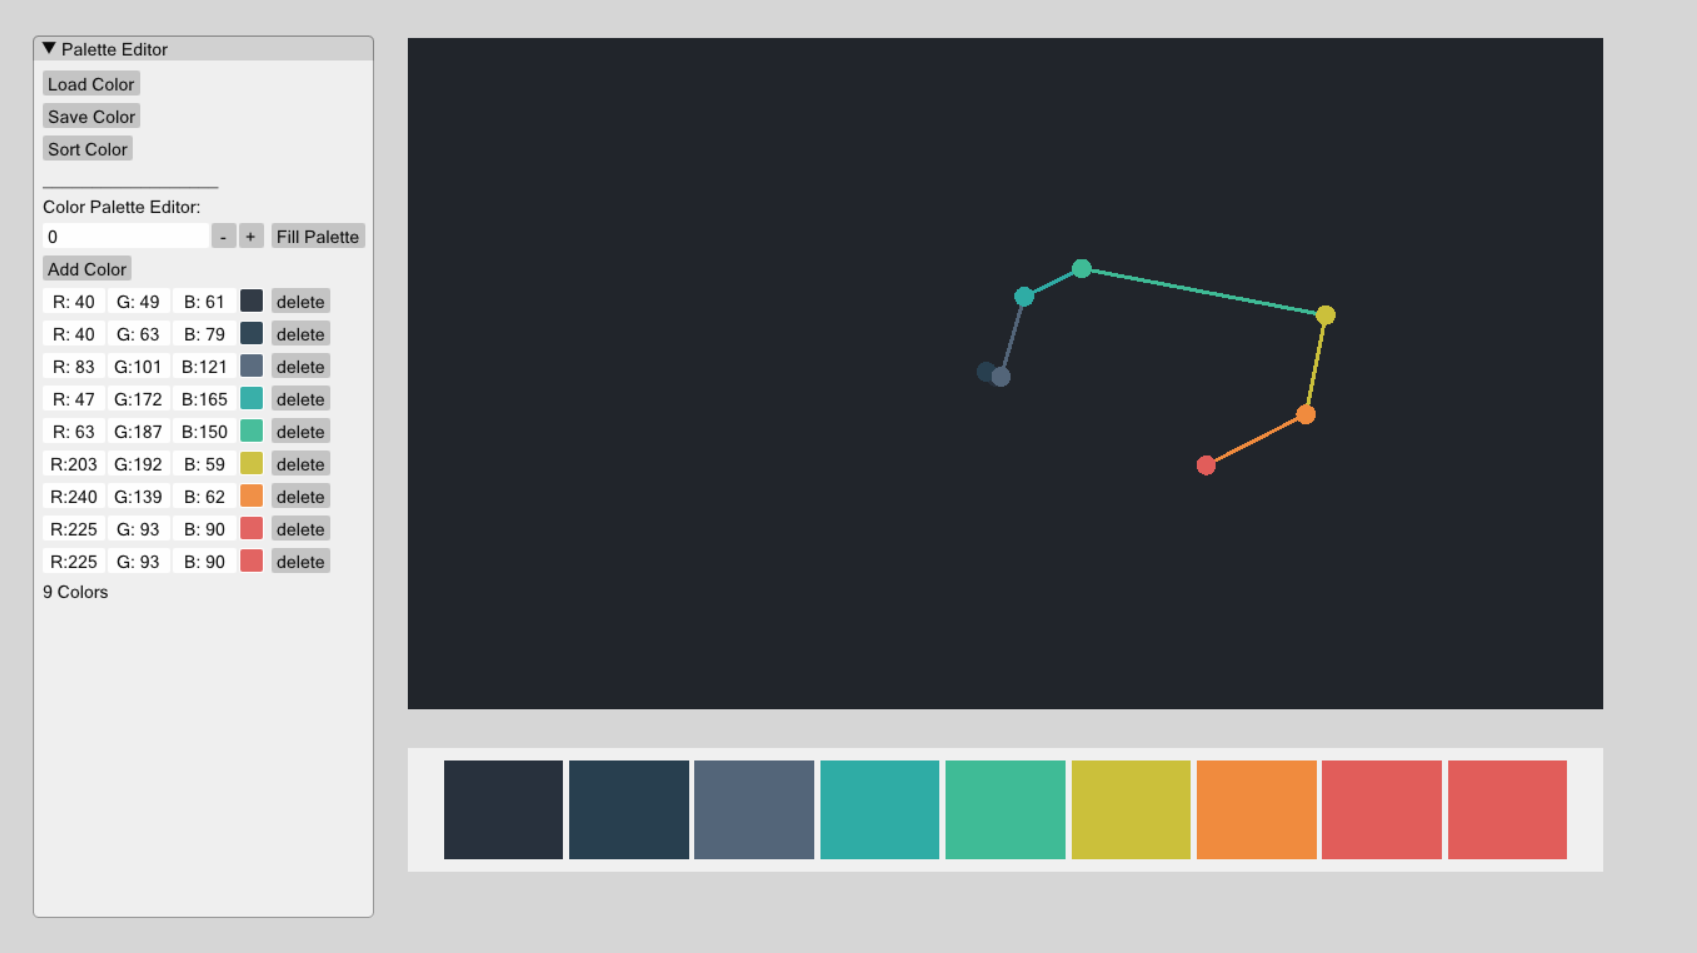 Palette Editor
Load Color
Save Color
Sort Color
Color Palette Editor:
0 - + Fill Palette
Add Color
R: 40 G: 49 B: 61 delete
R: 40 G: 63 B: 79 delete
R: 83 G:101 B:121 delete
R: 47 G:172 B:165 delete
R: 63 G:187 B:150 delete
R:203 G:192 B: 59 delete
R:240 G:139 B: 62 delete
R:225 G: 93 B: 90 delete
R:225 G: 93 B: 90 delete
9 Colors